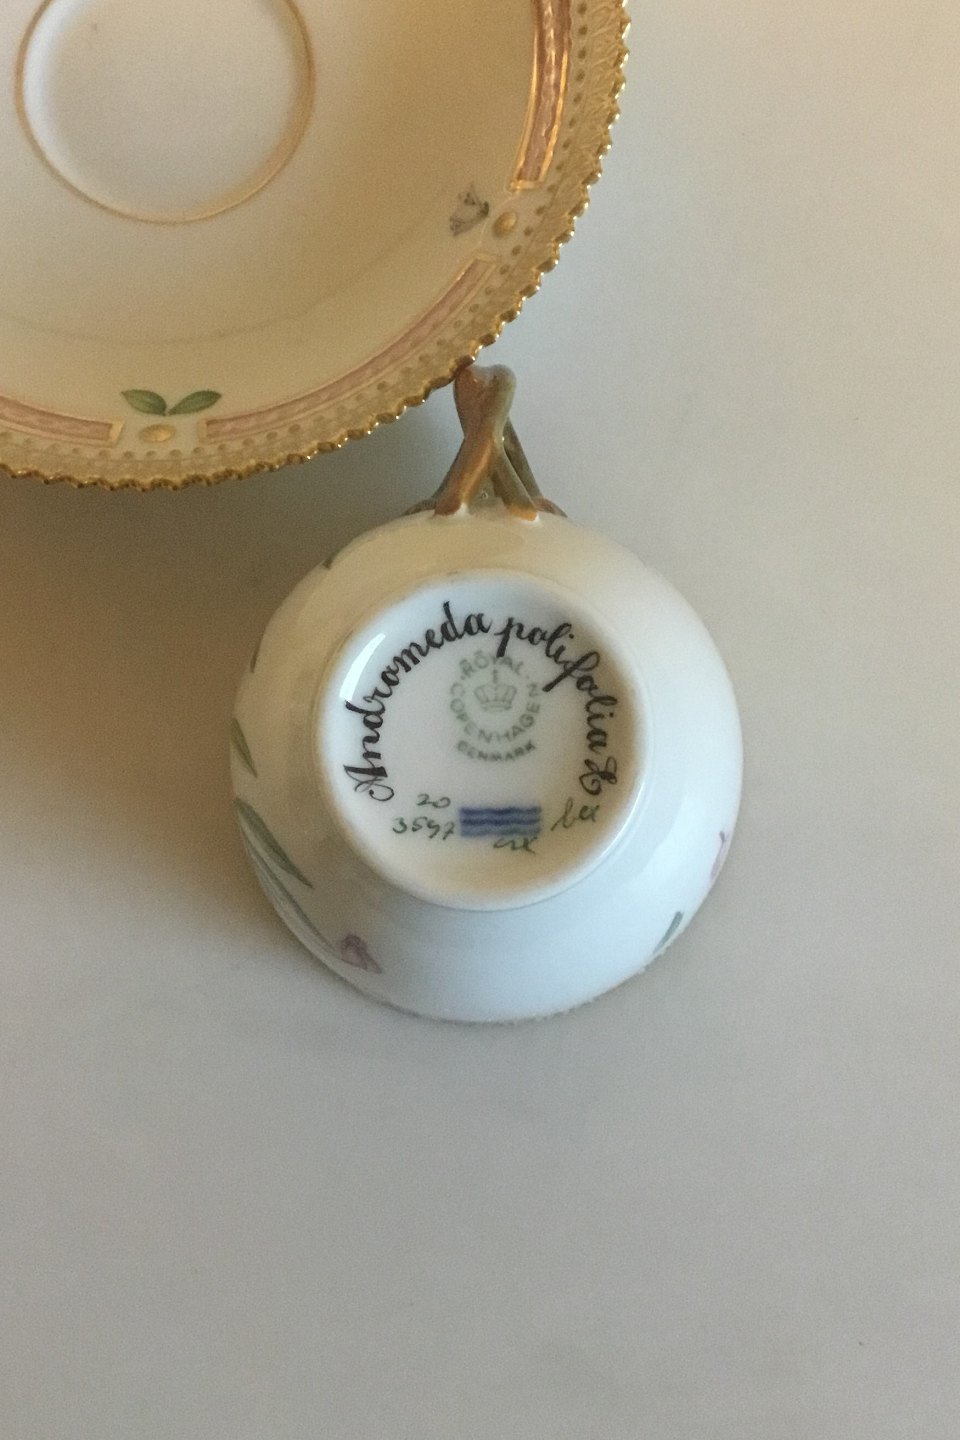 Andromeda polifolia L
ROYAL
COPENHAGEN
DENMARK
20
3597